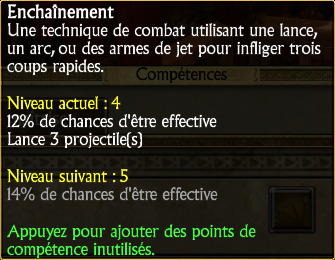 Enchaînement
Une technique de combat utilisant une lance,
un arc, ou des armes de jet pour infliger trois
coups rapides.
Compétences
Niveau actuel : 4
12% de chances d'être effective
Lance 3 projectile(s)
Niveau suivant : 5
14% de chances d'être effective
Appuyez pour ajouter des points de
compétence inutilisés.